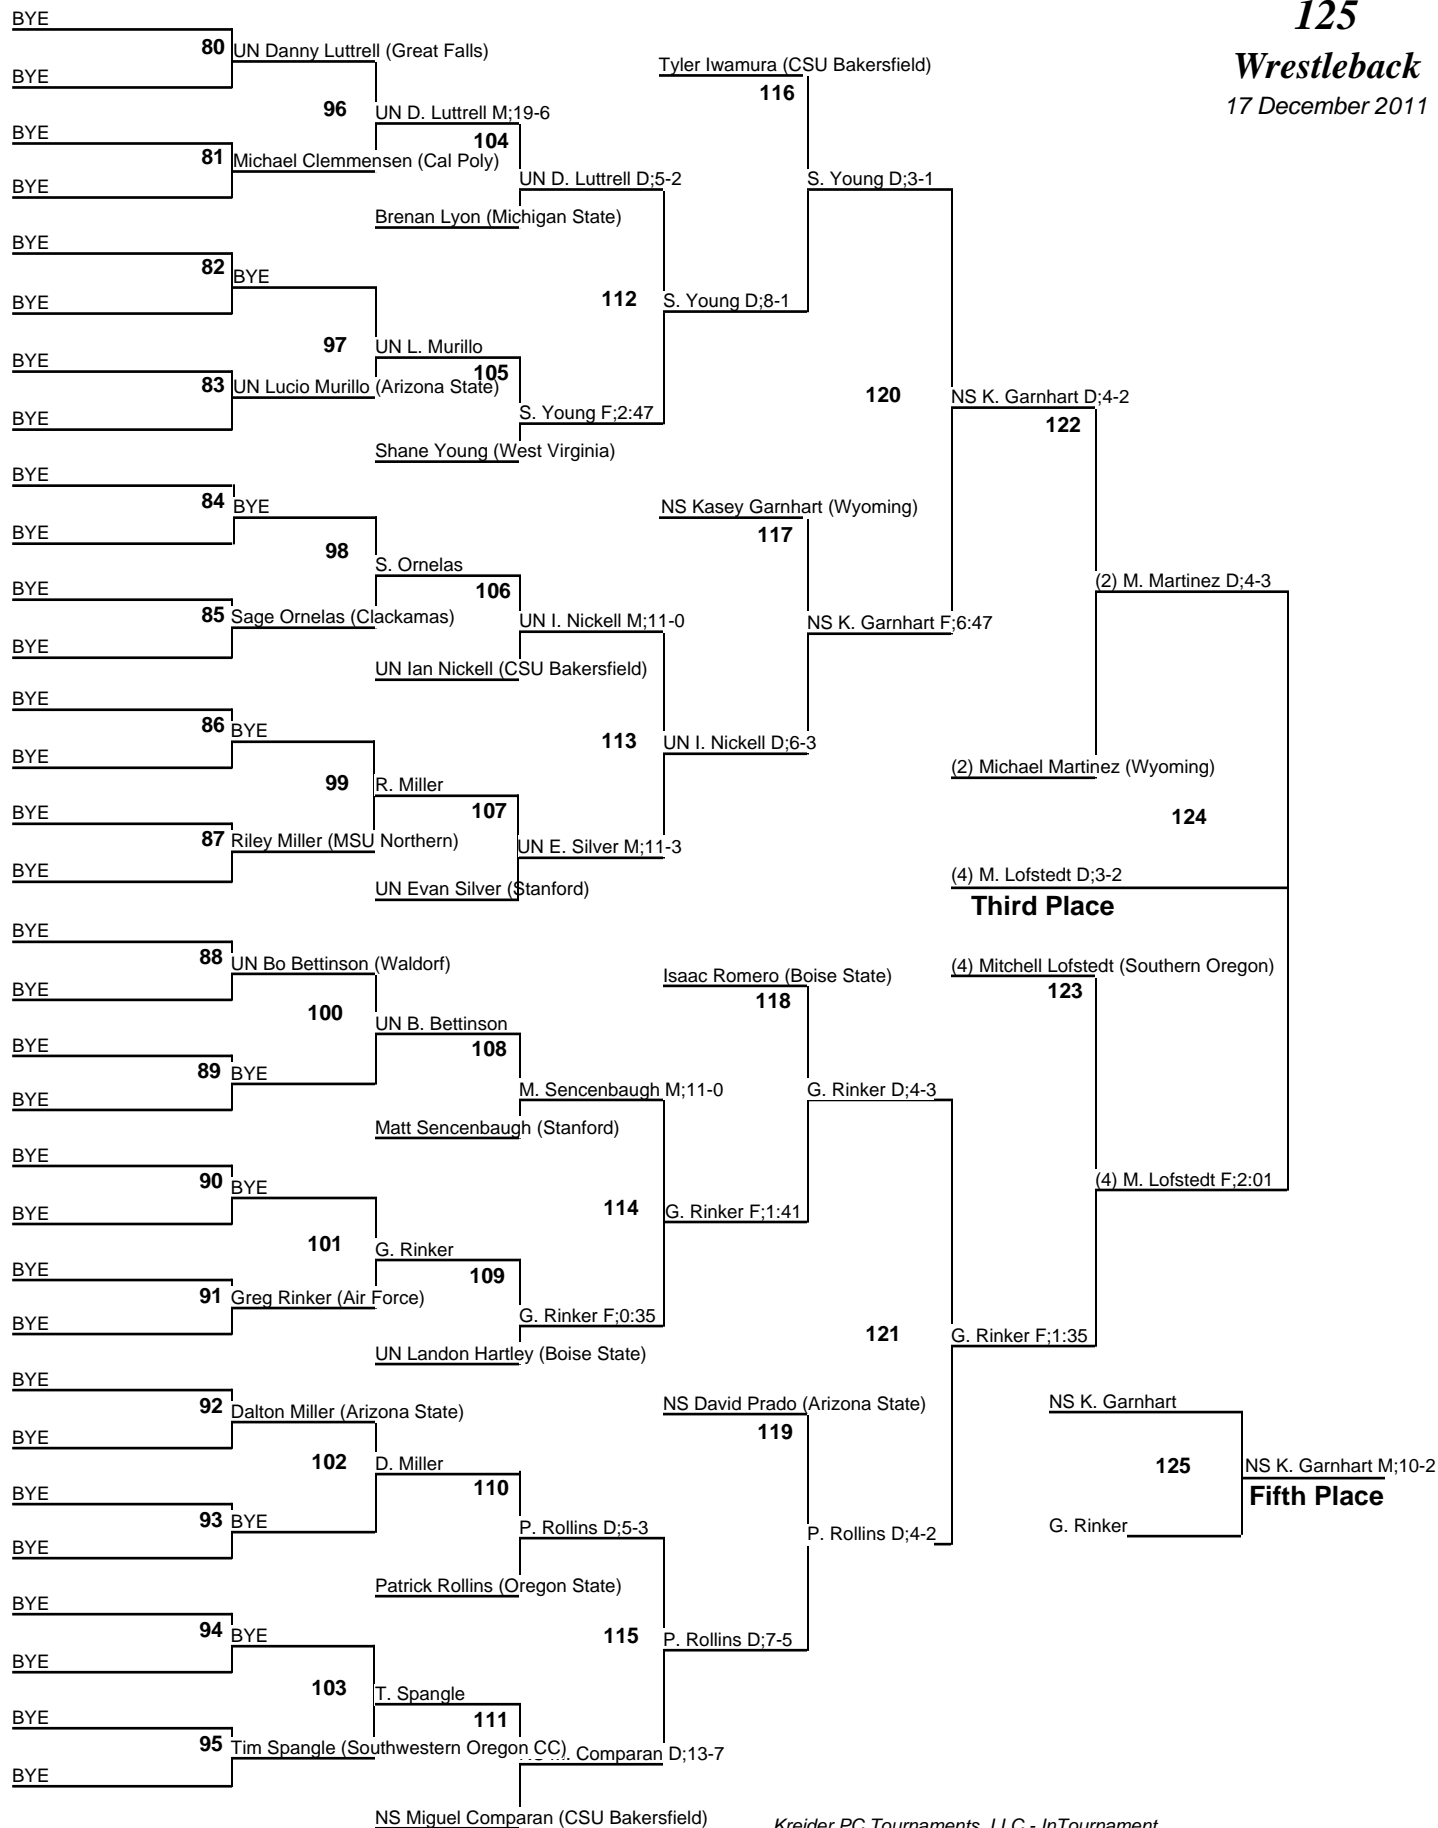 125
Wrestleback
17 December 2011
BYE
80 UN Danny Luttrell (Great Falls)
BYE
Tyler Iwamura (CSU Bakersfield)
116
96 UN D. Luttrell M;19-6
BYE
104
81 Michael Clemmensen (Cal Poly)
BYE
UN D. Luttrell D;5-2
S. Young D;3-1
Brenan Lyon (Michigan State)
BYE
82 BYE
BYE
112 S. Young D;8-1
97 UN L. Murillo
BYE
105
83 UN Lucio Murillo (Arizona State)
BYE
120 NS K. Garnhart D;4-2
S. Young F;2:47
122
Shane Young (West Virginia)
BYE
84 BYE
BYE
NS Kasey Garnhart (Wyoming)
117
98 S. Ornelas
(2) M. Martinez D;4-3
BYE
106
85 Sage Ornelas (Clackamas)
BYE
UN I. Nickell M;11-0
NS K. Garnhart F;6:47
UN Ian Nickell (CSU Bakersfield)
BYE
86 BYE
BYE
113 UN I. Nickell D;6-3
(2) Michael Martinez (Wyoming)
99 R. Miller
BYE
107
124
87 Riley Miller (MSU Northern)
BYE
UN E. Silver M;11-3
(4) M. Lofstedt D;3-2
UN Evan Silver (Stanford)
Third Place
BYE
88 UN Bo Bettinson (Waldorf)
BYE
Isaac Romero (Boise State)
(4) Mitchell Lofstedt (Southern Oregon)
118
123
100 UN B. Bettinson
BYE
108
89 BYE
BYE
M. Sencenbaugh M;11-0
G. Rinker D;4-3
Matt Sencenbaugh (Stanford)
BYE
90 BYE
(4) M. Lofstedt F;2:01
BYE
114 G. Rinker F;1:41
101 G. Rinker
BYE
109
91 Greg Rinker (Air Force)
BYE
G. Rinker F;0:35
121 G. Rinker F;1:35
UN Landon Hartley (Boise State)
BYE
92 Dalton Miller (Arizona State)
BYE
NS David Prado (Arizona State)
NS K. Garnhart
119
102 D. Miller
125 NS K. Garnhart M;10-2
BYE
110
Fifth Place
93 BYE
BYE
P. Rollins D;5-3
P. Rollins D;4-2
G. Rinker
Patrick Rollins (Oregon State)
BYE
94 BYE
BYE
115 P. Rollins D;7-5
103 T. Spangle
BYE
111
95 Tim Spangle (Southwestern Oregon CC)
BYE
Comparan D;13-7
NS Miguel Comparan (CSU Bakersfield)
Kreider PC Tournaments, LLC - InTournament